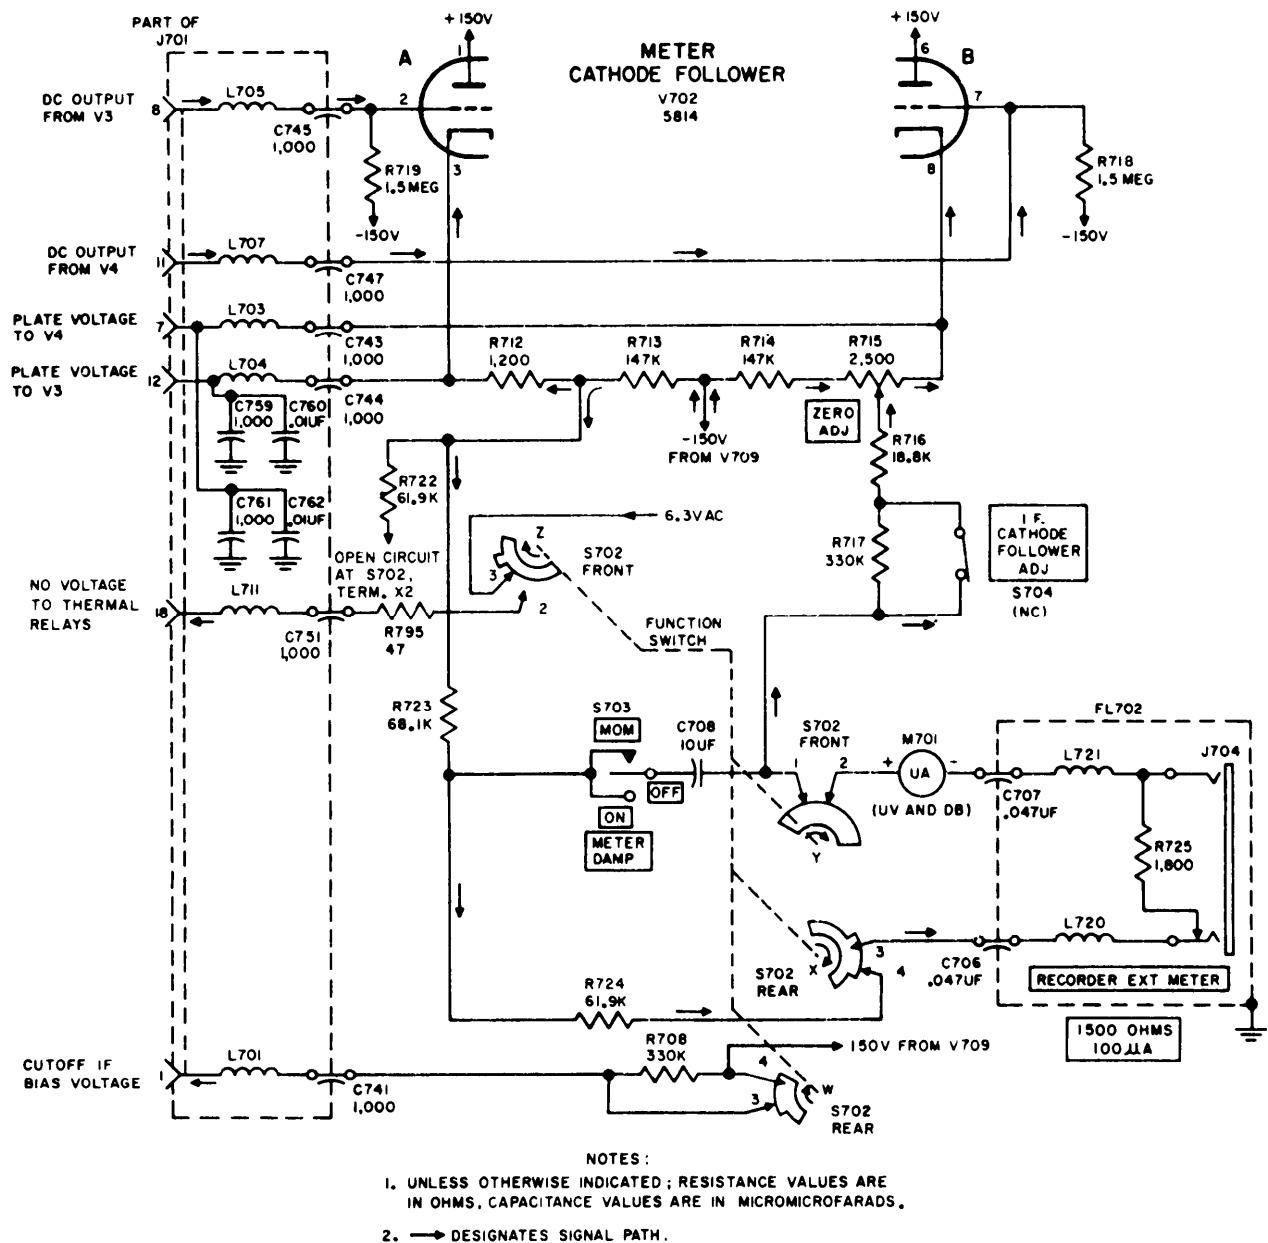 PART OF
J701
+150V
+150V
1
A
METER
CATHODE FOLLOWER
V702
5814
6
B
DC OUTPUT
FROM V3
8
L705
C745
1,000
2
3
R719
1.5MEG
-150V
7
8
R718
1.5 MEG
-150V
DC OUTPUT
FROM V4
11
L707
C747
1,000
PLATE VOLTAGE
TO V4
7
L703
C743
1,000
PLATE VOLTAGE
TO V3
12
L704
C744
1,000
R712
1,200
R713
147K
R714
147K
R715
2,500
C759
1,000
C760
.01UF
C761
1,000
C762
.01UF
-150V
FROM V709
ZERO
ADJ
R716
18.8K
R722
61.9K
OPEN CIRCUIT
AT S702,
TERM. X2
6.3VAC
Z
3
2
S702
FRONT
R717
330K
I F.
CATHODE
FOLLOWER
ADJ
S704
(NC)
NO VOLTAGE
TO THERMAL
RELAYS
18
L711
C751
1,000
R795
47
FUNCTION
SWITCH
R723
68.1K
S703
MOM
OFF
ON
METER
DAMP
C708
10UF
S702
FRONT
1
2
Y
M701
+
-
UA
(UV AND DB)
FL702
C707
.047UF
L721
J704
R725
1,800
L720
C706
.047UF
RECORDER EXT METER
1500 OHMS
100µA
S702
REAR
X
3
4
R724
61.9K
R708
330K
150V FROM V709
4
3
W
S702
REAR
CUTOFF IF
BIAS VOLTAGE
1
L701
C741
1,000
NOTES:
1. UNLESS OTHERWISE INDICATED; RESISTANCE VALUES ARE
IN OHMS, CAPACITANCE VALUES ARE IN MICROMICROFARADS.
2. → DESIGNATES SIGNAL PATH.